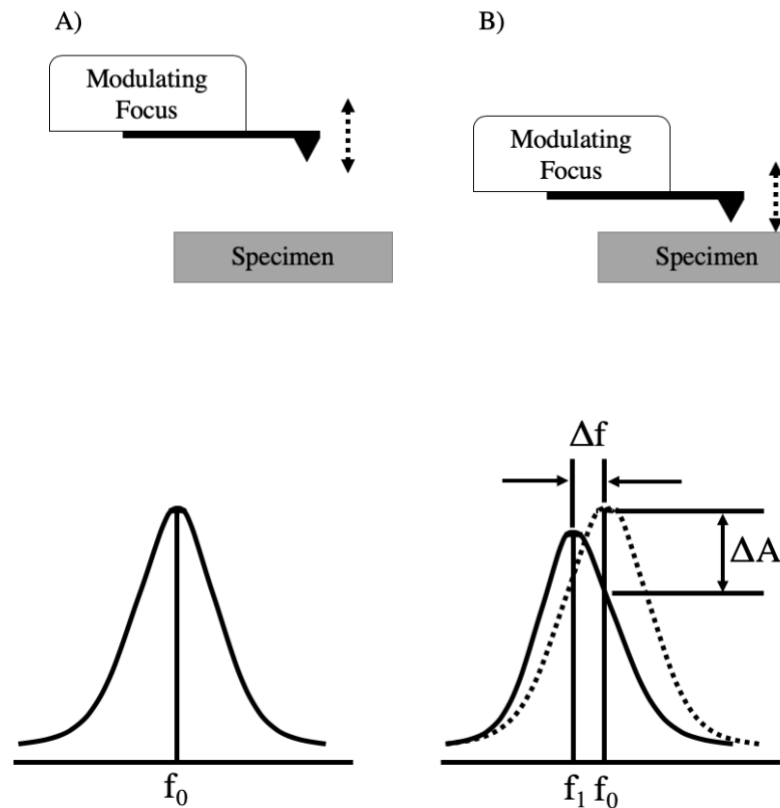 A)
B)
Modulating
Focus
Modulating
Focus
Specimen
Specimen
Δf
ΔA
f₀
f₁ f₀